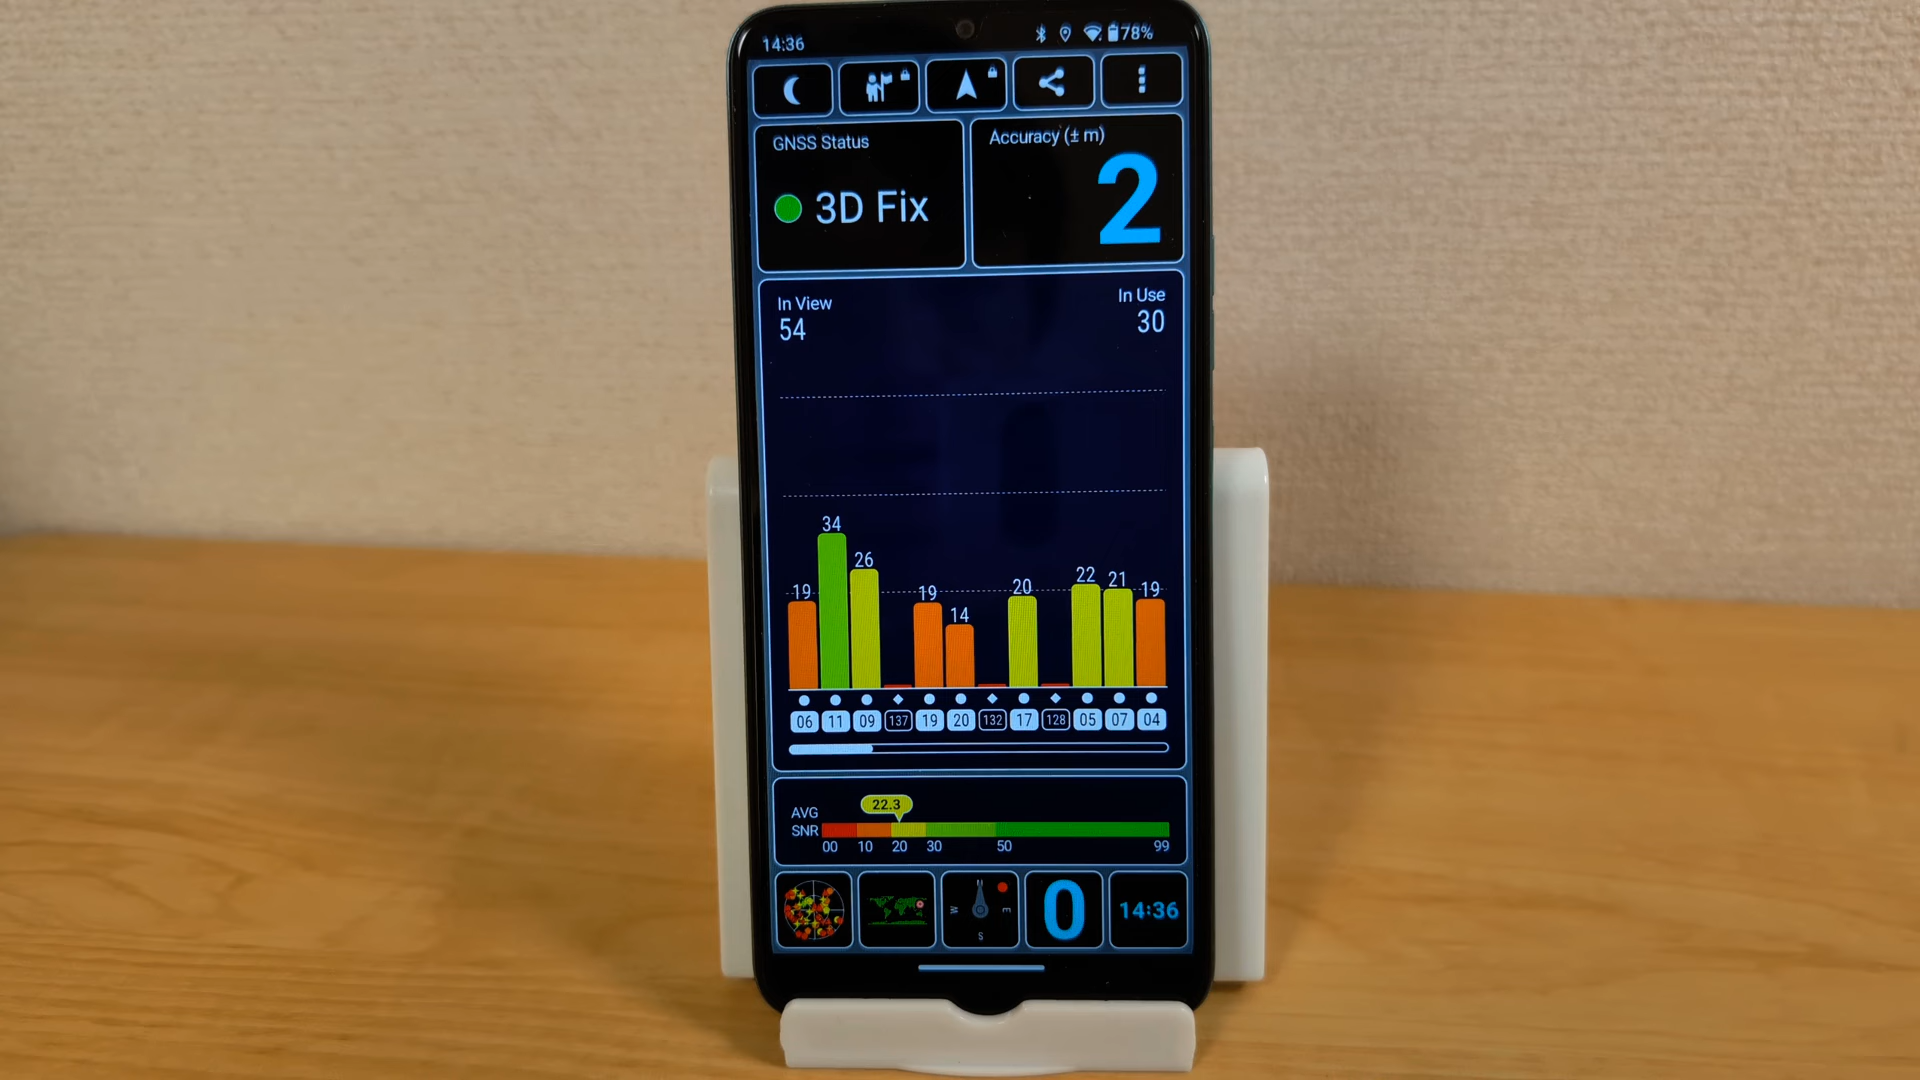 14:36 78%
GNSS Status Accuracy (± m)
3D Fix 2
In View In Use
54 30
34
26
19 19 14 20 22 21 19
06 11 09 137 19 20 132 17 128 05 07 04
22.3
AVG
SNR
00 10 20 30 50 99
N
W E
S
0
14:36